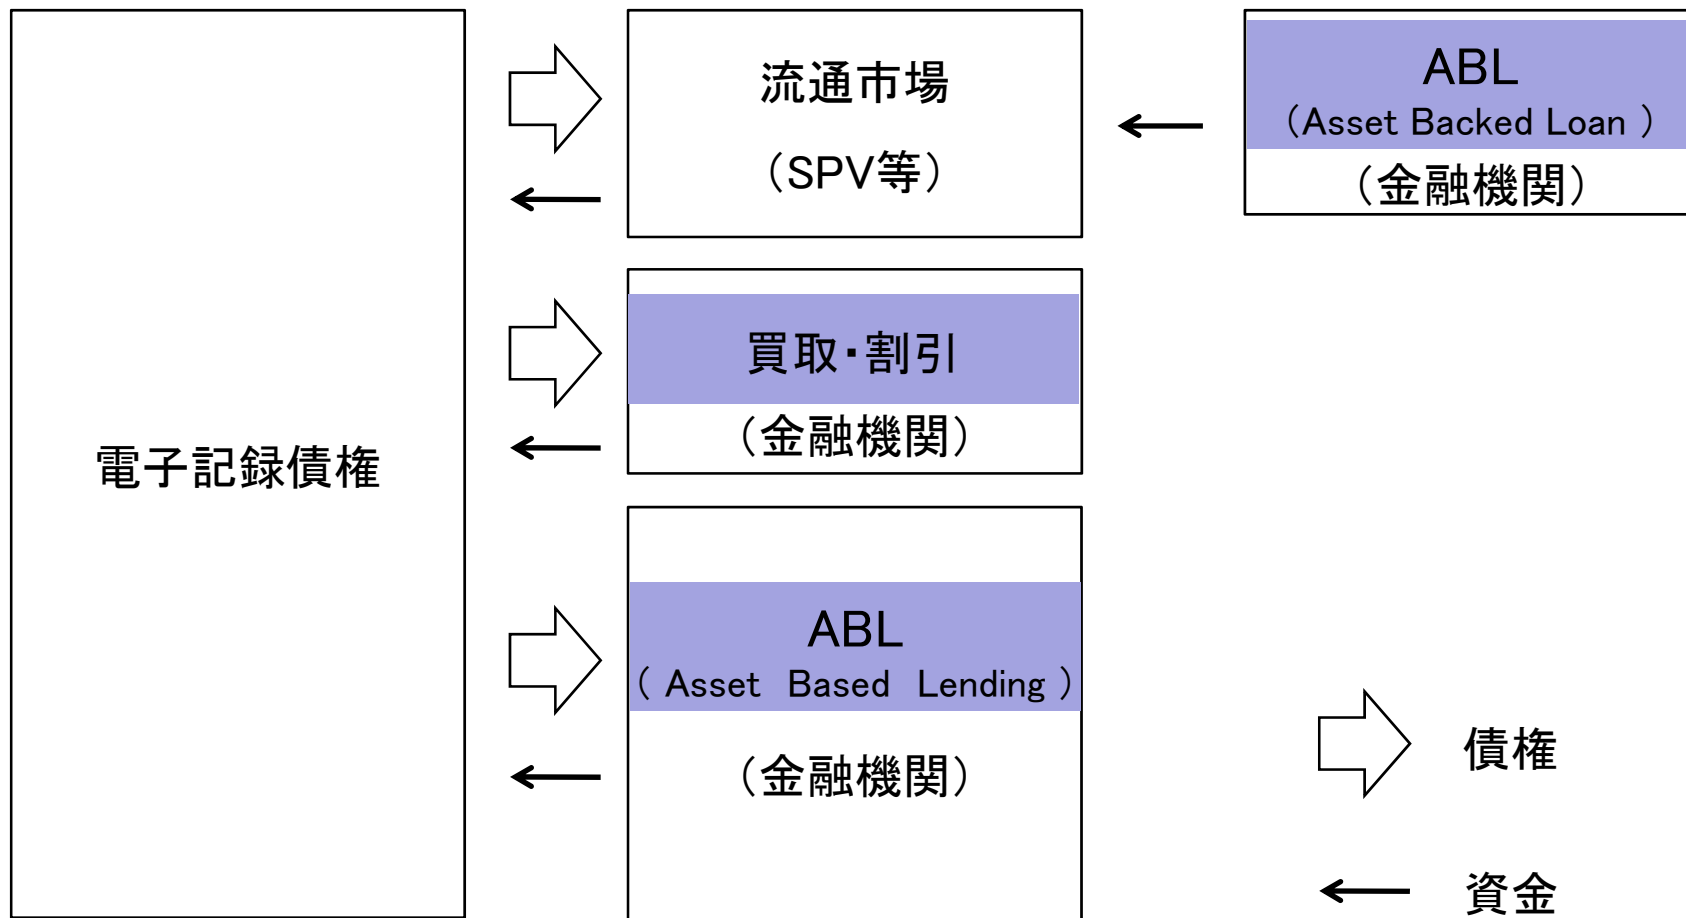 電子記録債権
流通市場
（SPV等）
ABL
（Asset Backed Loan ）
（金融機関）
買取・割引
（金融機関）
ABL
（ Asset Based Lending ）
（金融機関）
債権
資金